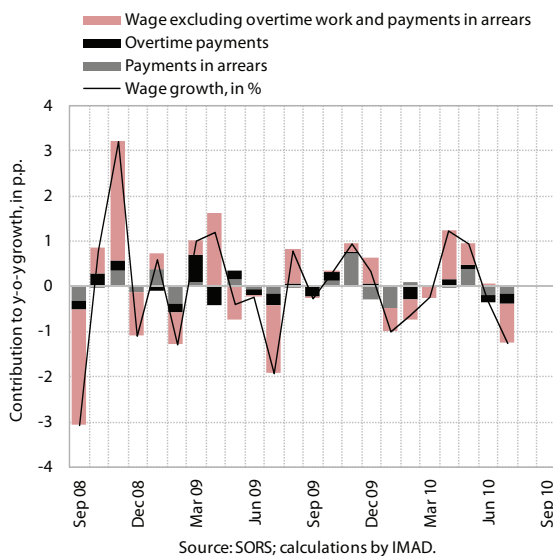 Wage excluding overtime work and payments in arrears
Overtime payments
Payments in arrears
Wage growth, in %
Contribution to y-o-y growth, in p.p.
4
3
2
1
0
-1
-2
-3
-4
Sep 08
Dec 08
Mar 09
Jun 09
Sep 09
Dec 09
Mar 10
Jun 10
Sep 10
Source: SORS; calculations by IMAD.